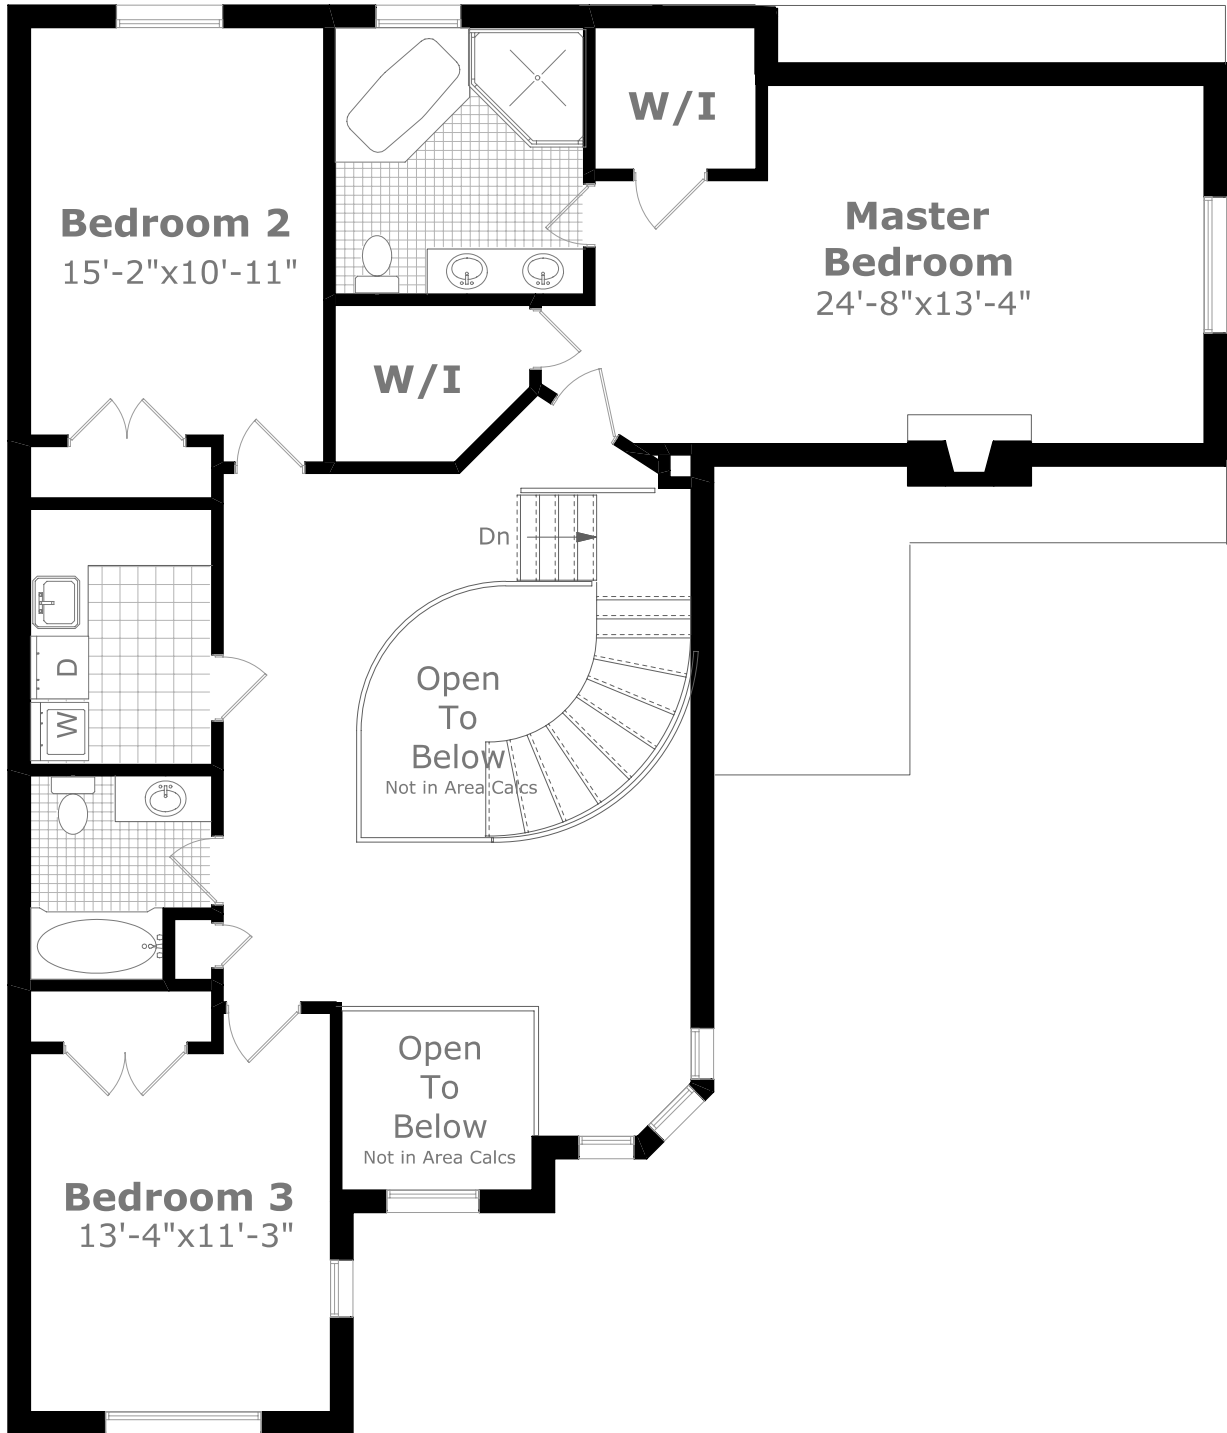 W/I
Bedroom 2
15'-2"x10'-11"
Master
Bedroom
24'-8"x13'-4"
W/I
Dn
Open
To
Below
Not in Area Calcs
D
W
Open
To
Below
Not in Area Calcs
Bedroom 3
13'-4"x11'-3"